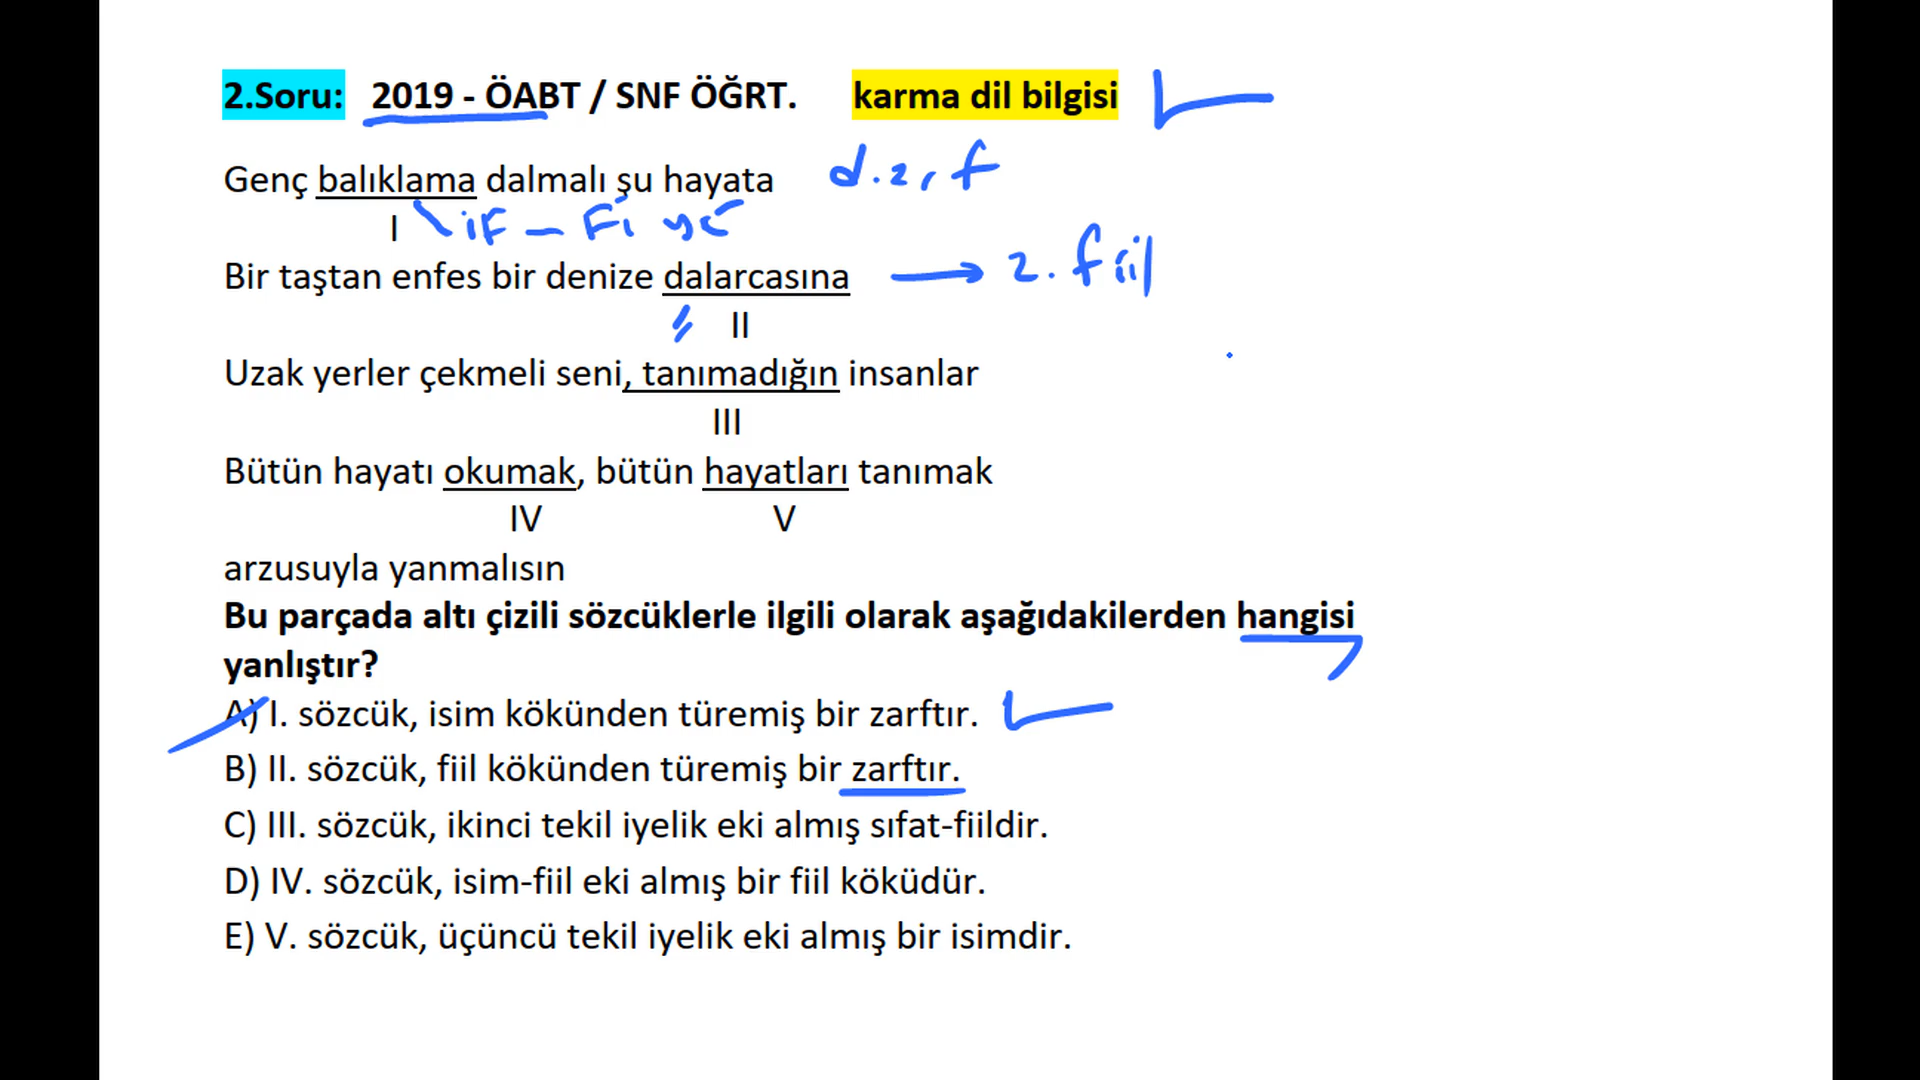 2.Soru: 2019 - ÖABT / SNF ÖĞRT. karma dil bilgisi
Genç balıklama dalmalı şu hayata d.zrf
I if - Fi yc
Bir taştan enfes bir denize dalarcasına → z.fiil
II
Uzak yerler çekmeli seni, tanımadığın insanlar
III
Bütün hayatı okumak, bütün hayatları tanımak
IV V
arzusuyla yanmalısın
Bu parçada altı çizili sözcüklerle ilgili olarak aşağıdakilerden hangisi
yanlıştır?
A) I. sözcük, isim kökünden türemiş bir zarftır.
B) II. sözcük, fiil kökünden türemiş bir zarftır.
C) III. sözcük, ikinci tekil iyelik eki almış sıfat-fiildir.
D) IV. sözcük, isim-fiil eki almış bir fiil köküdür.
E) V. sözcük, üçüncü tekil iyelik eki almış bir isimdir.